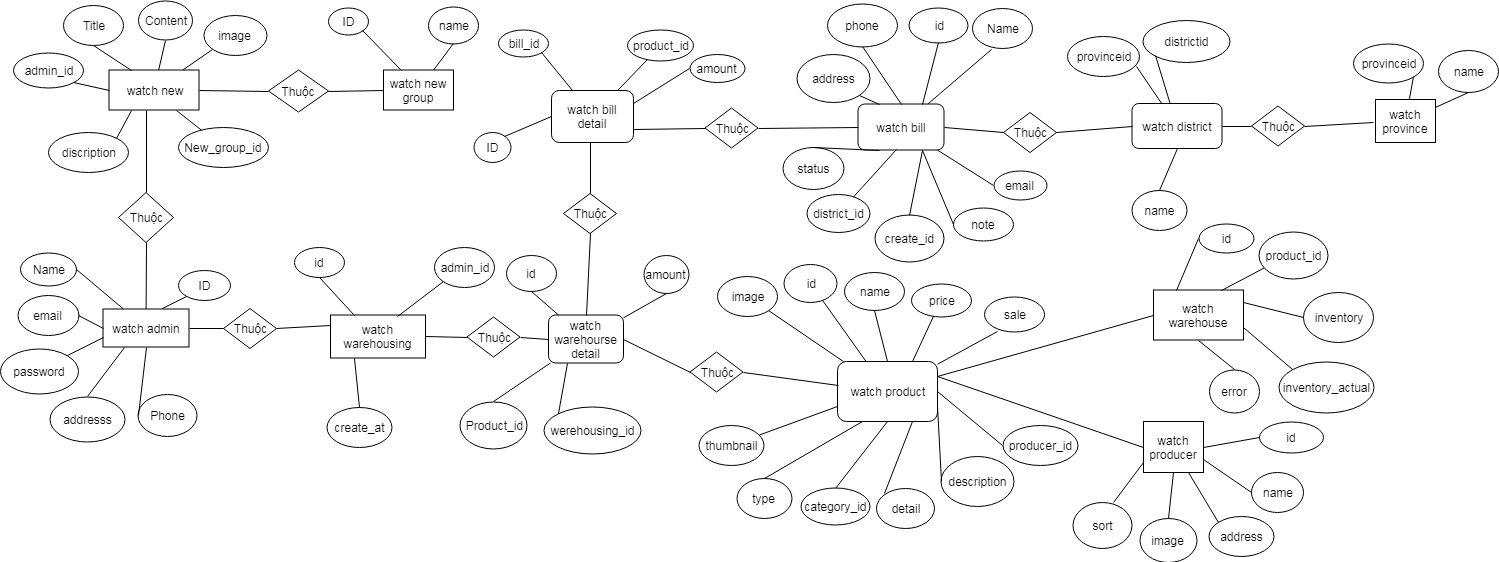 Title
Content
image
admin_id
watch new
discription
New_group_id
Thuộc
ID
name
watch new
group
bill_id
product_id
amount
watch bill
detail
ID
Thuộc
phone
id
Name
address
watch bill
status
district_id
create_id
note
email
Thuộc
provinceid
districtid
watch district
name
Thuộc
provinceid
name
watch
province
Thuộc
Name
ID
email
watch admin
password
addresss
Phone
Thuộc
id
admin_id
watch
warehousing
create_at
Thuộc
Thuộc
id
amount
watch
warehourse
detail
Product_id
werehousing_id
Thuộc
image
id
name
price
sale
watch product
thumbnail
type
category_id
detail
description
producer_id
id
product_id
watch
warehouse
inventory
error
inventory_actual
watch
producer
id
name
sort
image
address